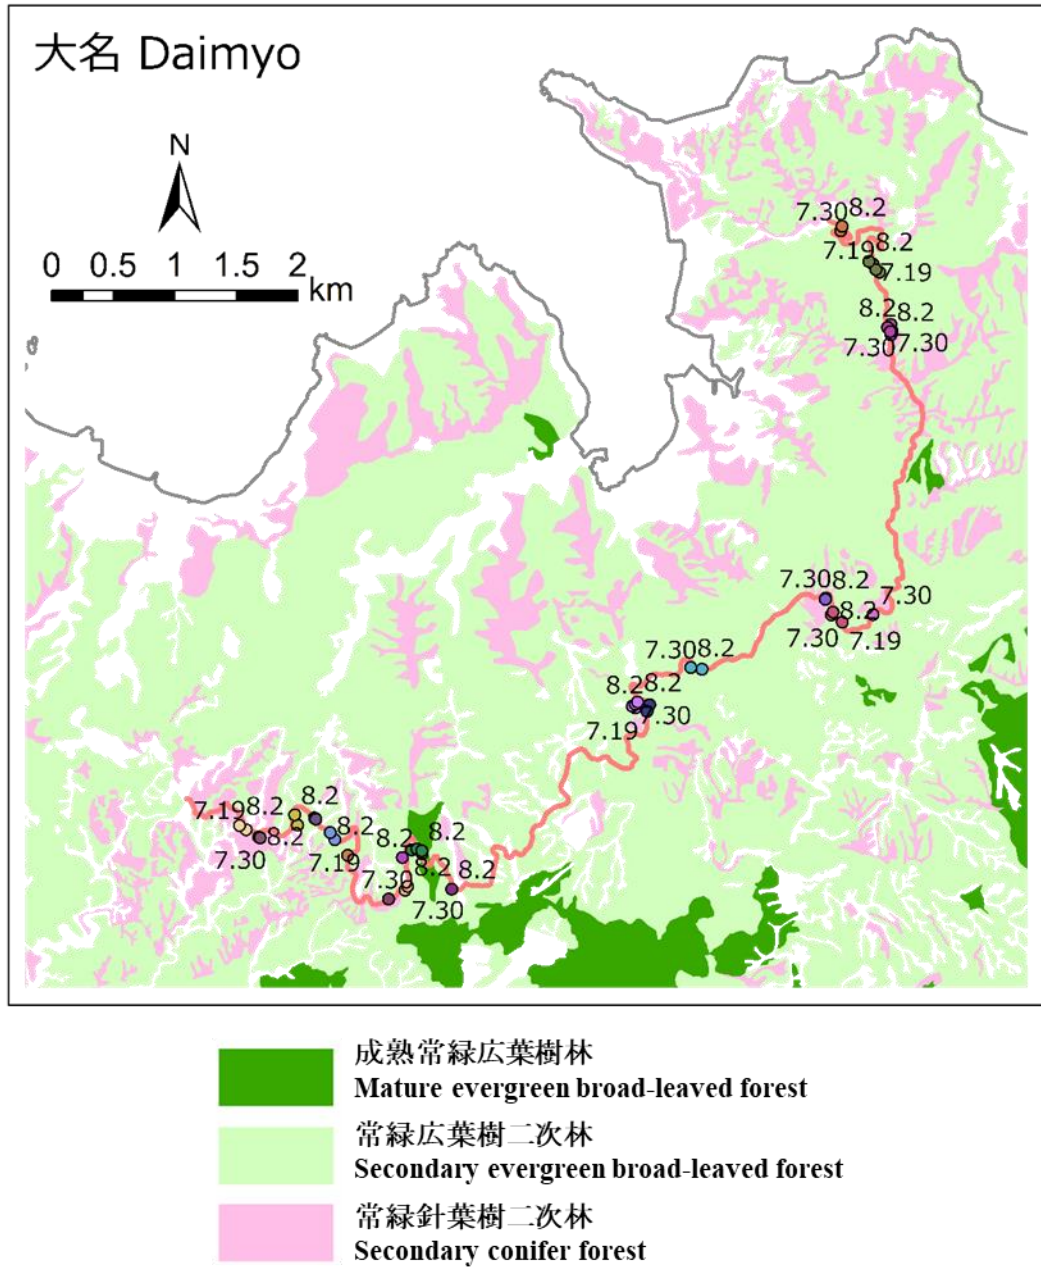 大名 Daimyo
N
0 0.5 1 1.5 2
km
7.30 8.2
7.19 8.2
7.19
8.2 8.2
7.30 7.30
7.30 8.2
7.30
8.2
7.30 7.19
7.30 8.2
8.2 8.2
7.30
7.19
7.19 8.2 8.2
8.2 8.2
8.2 8.2
7.30 7.19
8.2
7.30 8.2
7.30
成熟常緑広葉樹林
Mature evergreen broad-leaved forest
常緑広葉樹二次林
Secondary evergreen broad-leaved forest
常緑針葉樹二次林
Secondary conifer forest